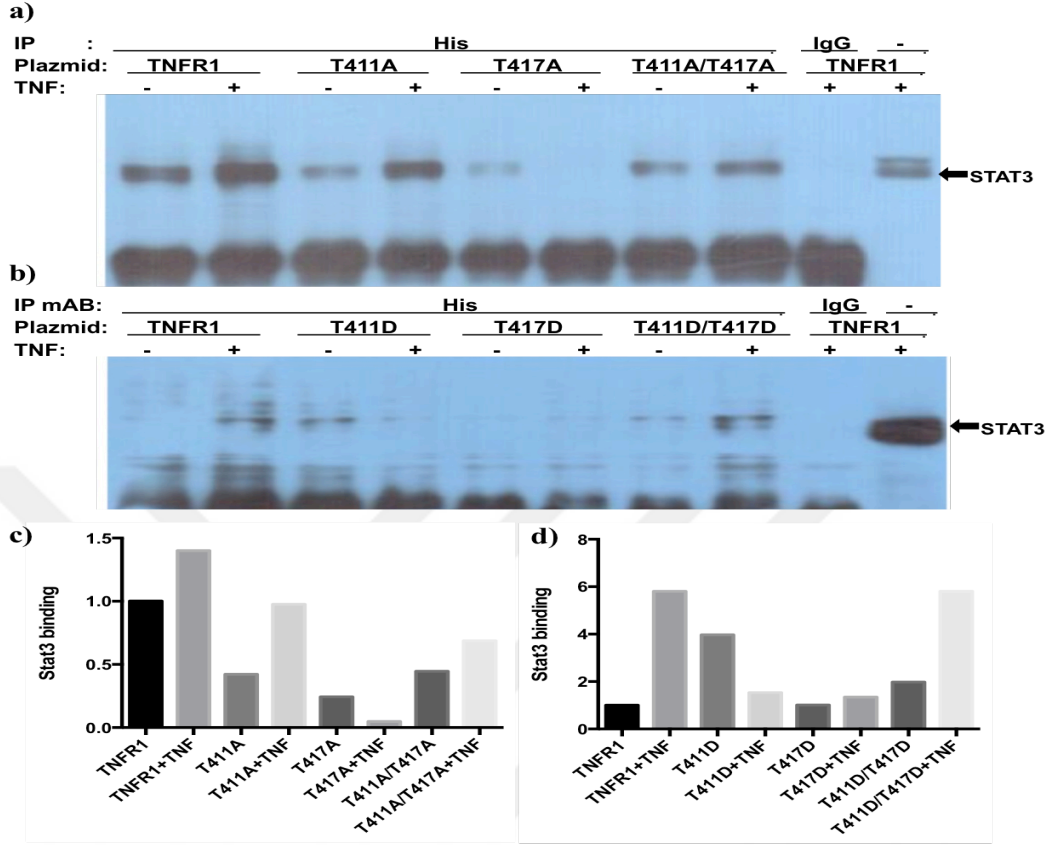 a)
IP : His IgG -
Plasmid: TNFR1 T411A T417A T411A/T417A TNFR1
TNF: - + - + - + - + + +
STAT3
b)
IP mAB: His IgG -
Plasmid: TNFR1 T411D T417D T411D/T417D TNFR1
TNF: - + - + - + - + + +
STAT3
c)
Stat3 binding
1.5
1.0
0.5
0.0
TNFR1
TNFR1+TNF
T411A
T411A+TNF
T417A
T417A+TNF
T411A/T417A
T411A/T417A+TNF
d)
Stat3 binding
8
6
4
2
0
TNFR1
TNFR1+TNF
T411D
T411D+TNF
T417D
T417D+TNF
T411D/T417D
T411D/T417D+TNF